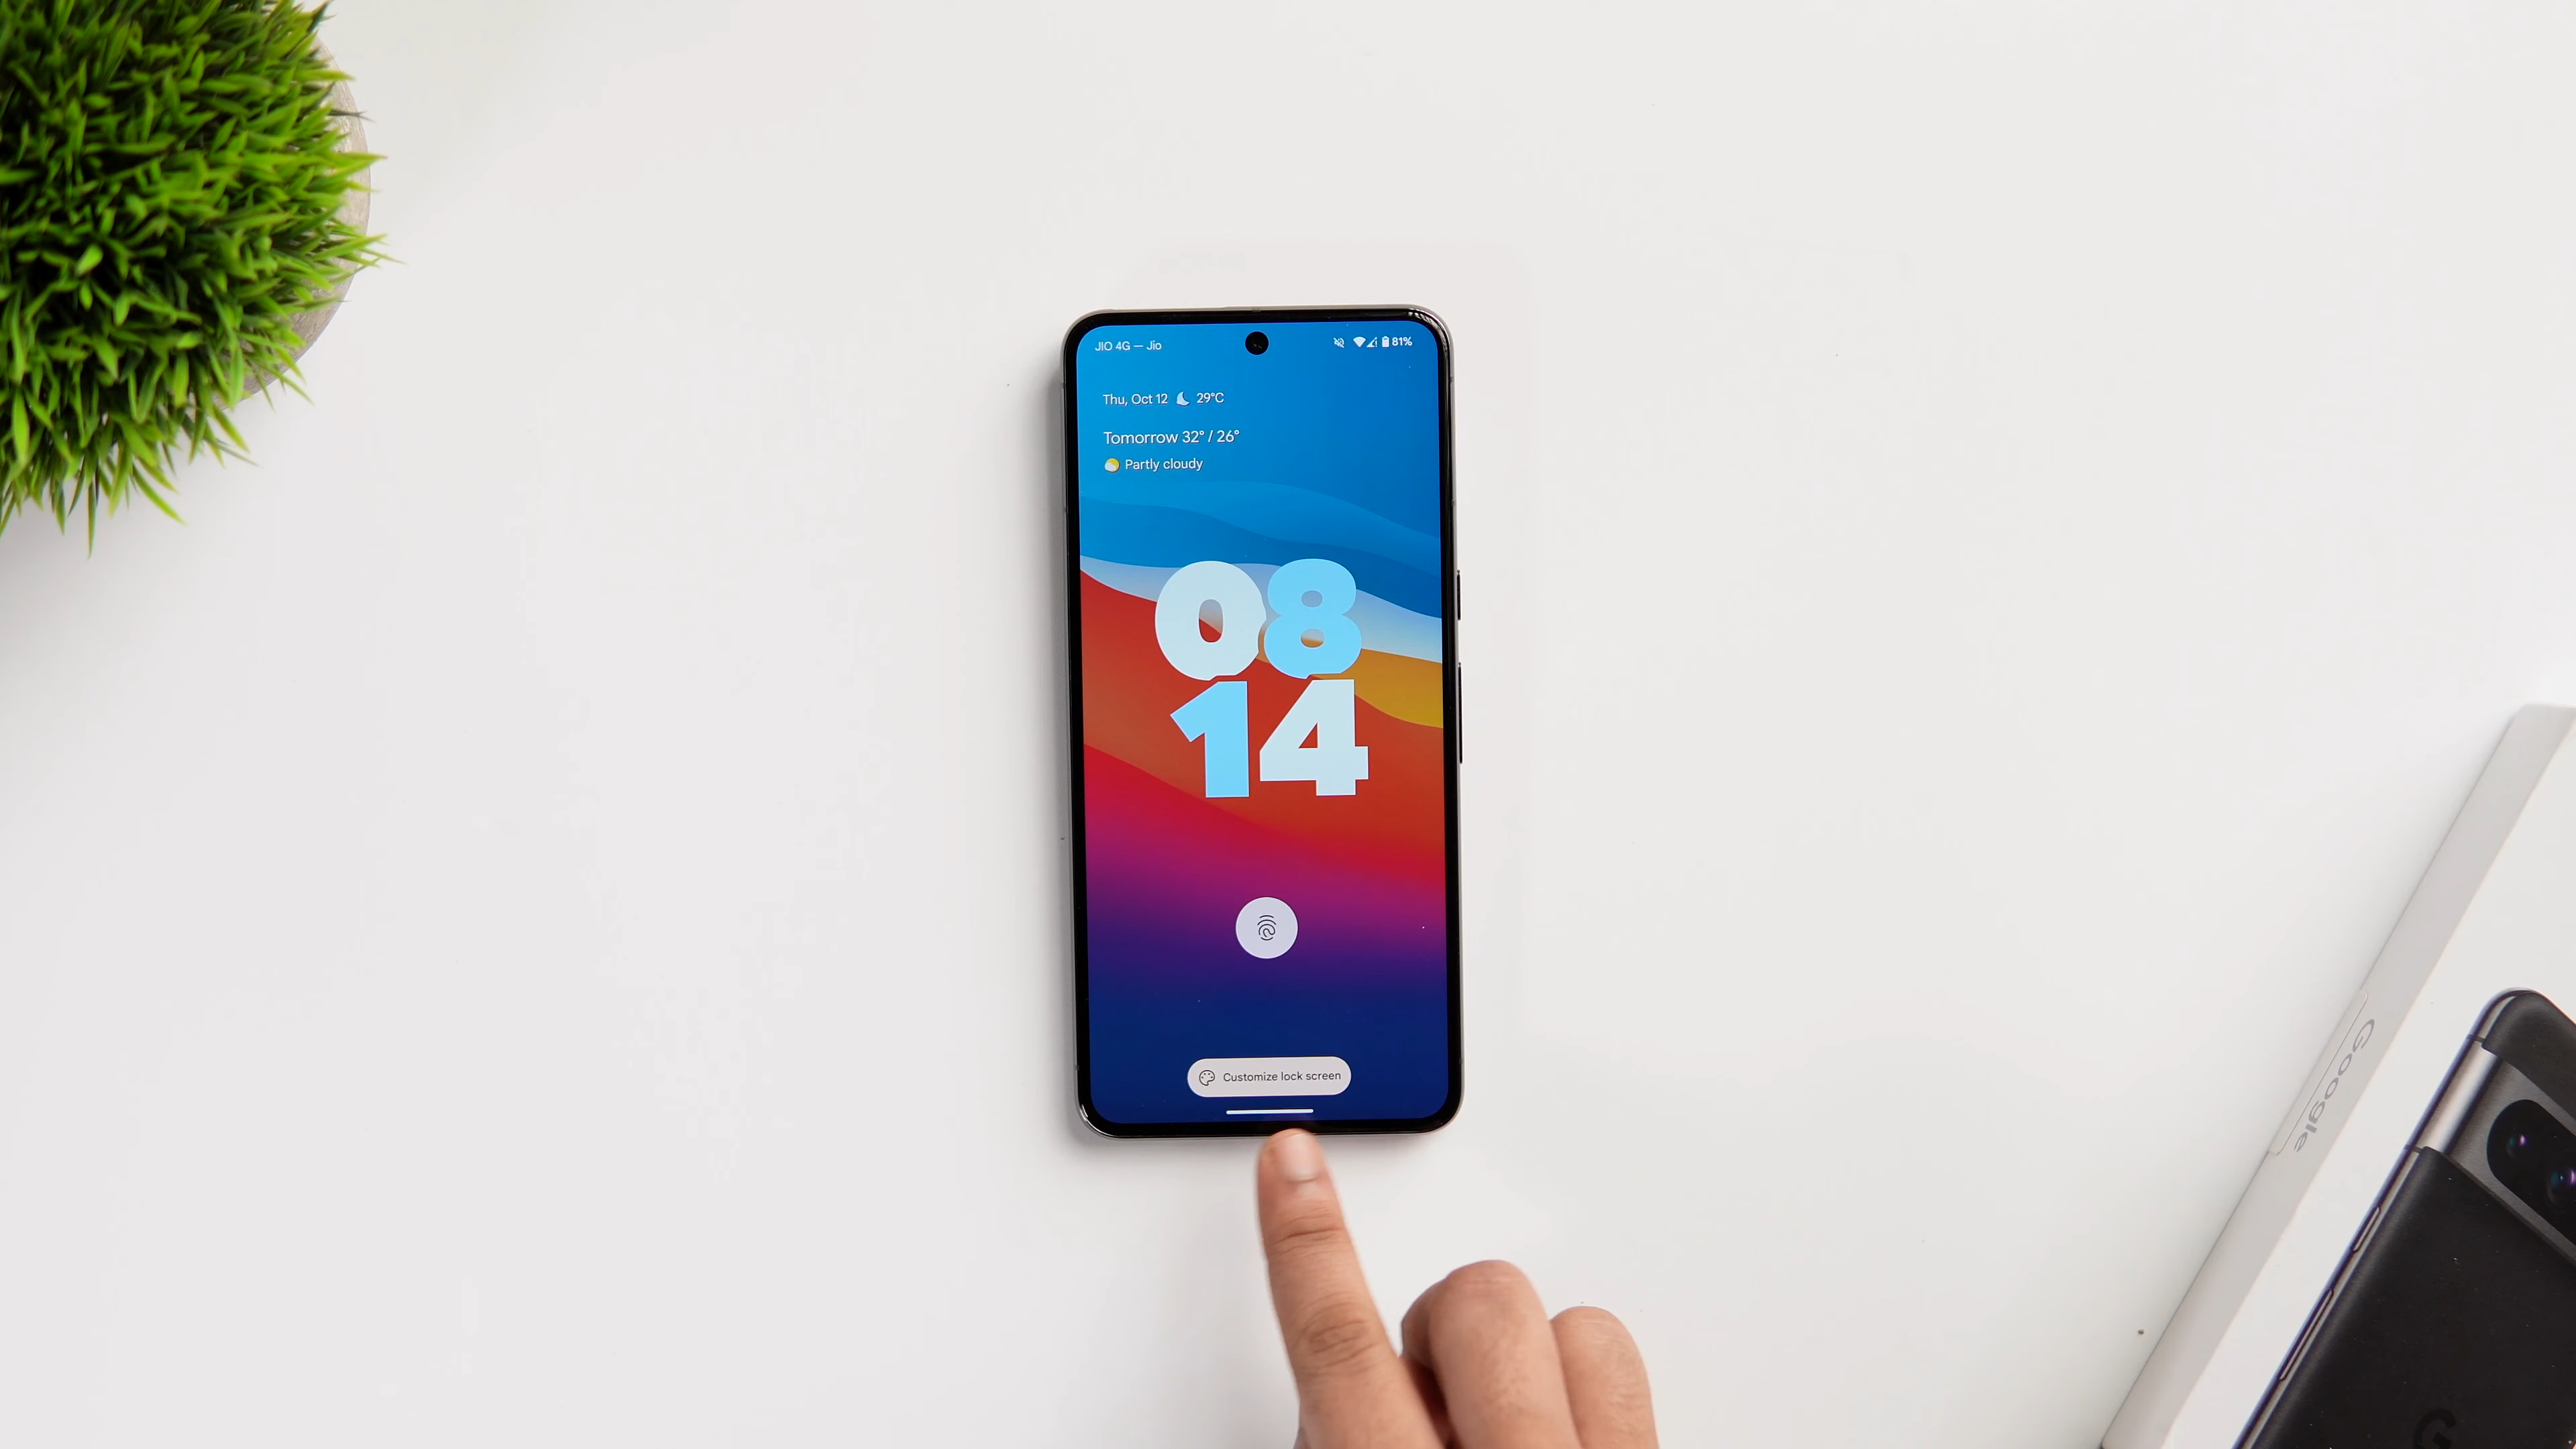 JIO 4G — Jio
81%
Thu, Oct 12 29°C
Tomorrow 32° / 26°
Partly cloudy
08
14
Customize lock screen
Google
G